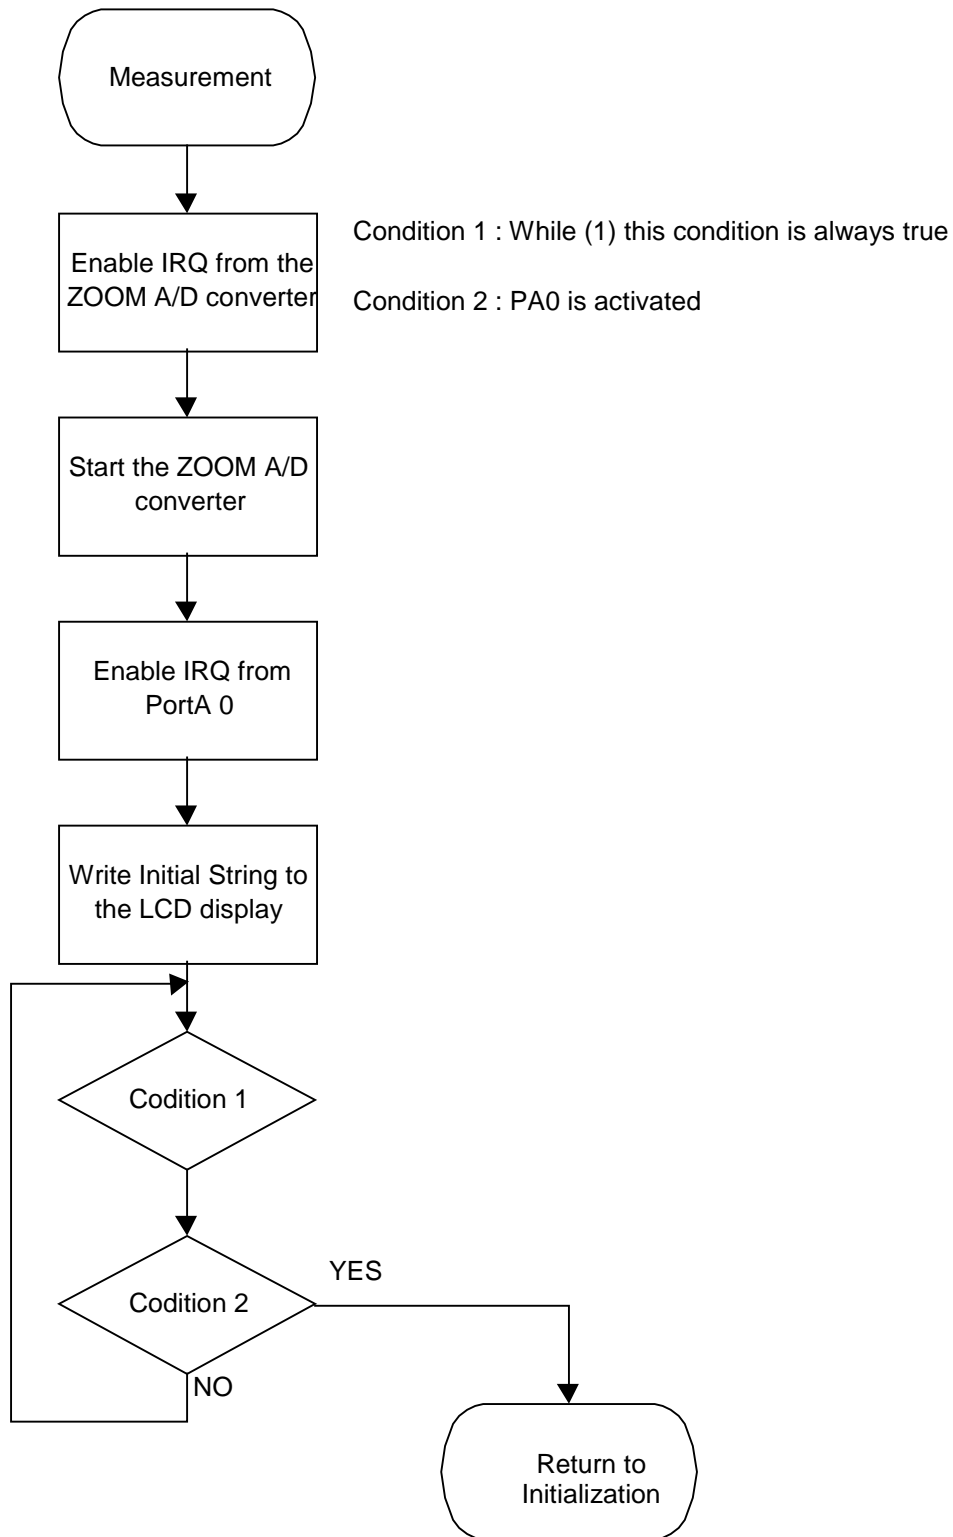 Measurement
Enable IRQ from the
ZOOM A/D converter
Condition 1 : While (1) this condition is always true
Condition 2 : PA0 is activated
Start the ZOOM A/D
converter
Enable IRQ from
PortA 0
Write Initial String to
the LCD display
Codition 1
Codition 2
YES
NO
Return to
Initialization